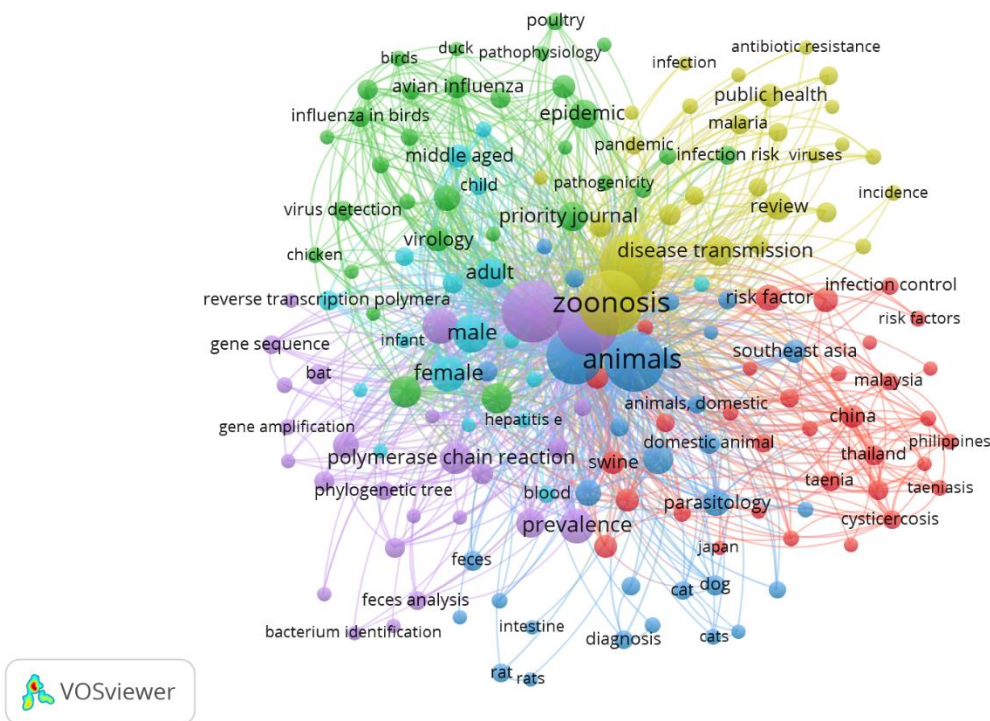 poultry
birds
duck
pathophysiology
antibiotic resistance
infection
avian influenza
public health
influenza in birds
epidemic
malaria
pandemic
infection risk
viruses
middle aged
child
pathogenicity
incidence
virus detection
priority journal
review
virology
chicken
disease transmission
adult
reverse transcription polymera
zoonosis
risk factor
infection control
risk factors
gene sequence
infant
male
southeast asia
animals
bat
female
malaysia
gene amplification
hepatitis e
animals, domestic
china
domestic animal
philippines
thailand
polymerase chain reaction
swine
taenia
taeniasis
phylogenetic tree
blood
parasitology
cysticercosis
prevalence
japan
feces
cat
dog
feces analysis
bacterium identification
intestine
diagnosis
cats
rat
rats
VOSviewer